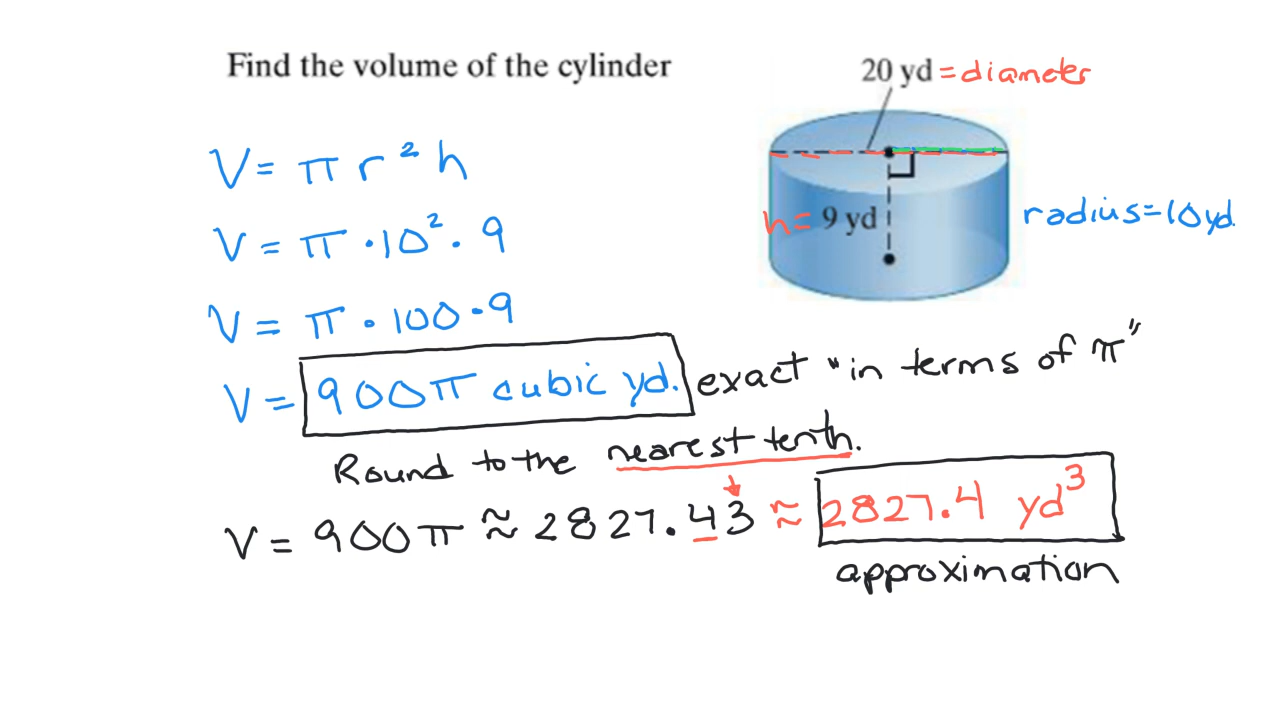 Find the volume of the cylinder
20 yd = diameter
V = π r² h
h = 9 yd
radius = 10 yd.
V = π · 10² · 9
V = π · 100 · 9
V = 900π cubic yd. exact "in terms of π"
Round to the nearest tenth.
V = 900π ≈ 2827.43 ≈ 2827.4 yd³
approximation